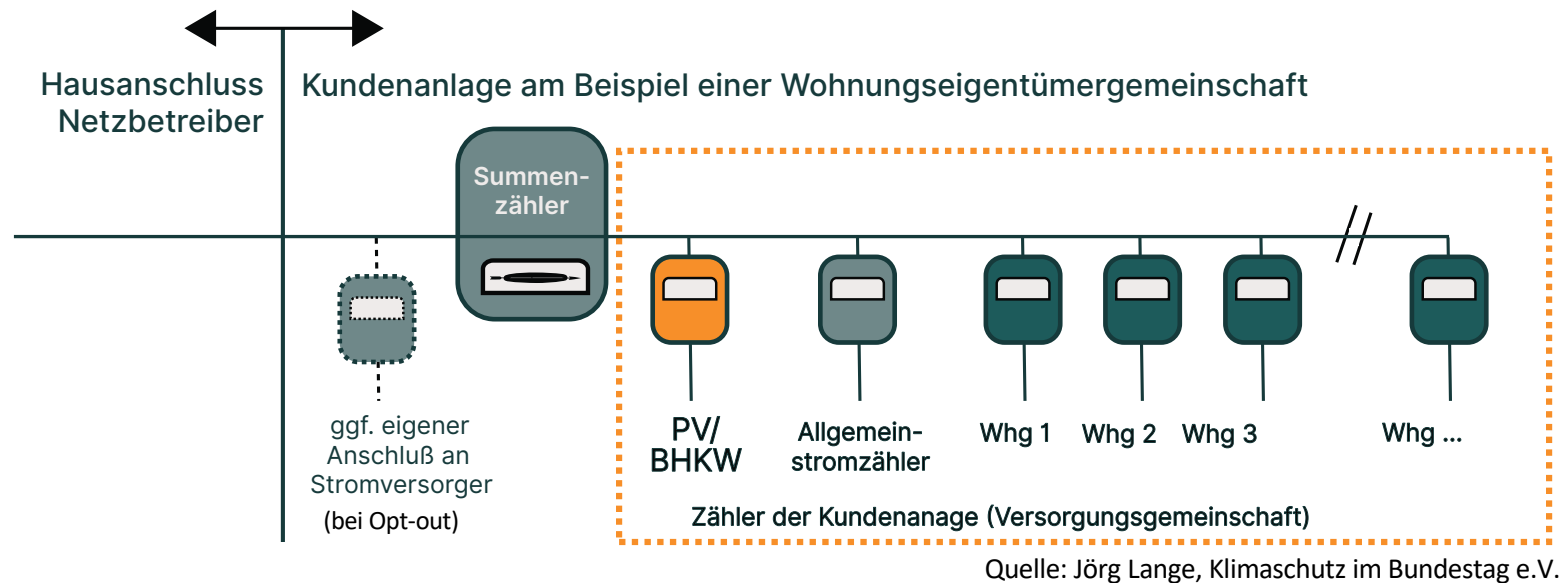 Hausanschluss
Netzbetreiber
Kundenanlage am Beispiel einer Wohnungseigentümergemeinschaft
Summen-
zähler
ggf. eigener
Anschluß an
Stromversorger
(bei Opt-out)
PV/
BHKW
Allgemein-
stromzähler
Whg 1
Whg 2
Whg 3
Whg ...
Zähler der Kundenanage (Versorgungsgemeinschaft)
Quelle: Jörg Lange, Klimaschutz im Bundestag e.V.